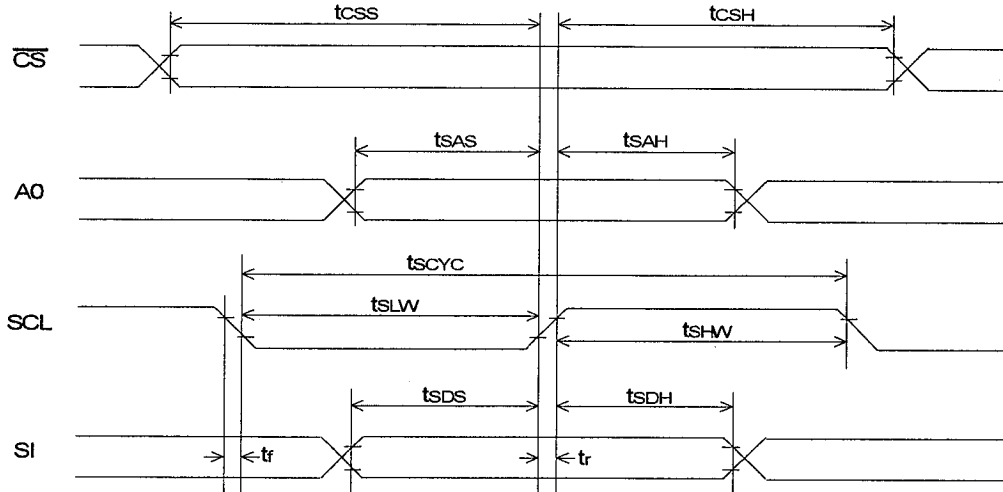 tCSS tCSH
CS
tSAS tSAH
A0
tSCYC
tSLW
SCL
tSHW
tSDS tSDH
SI
tf tr